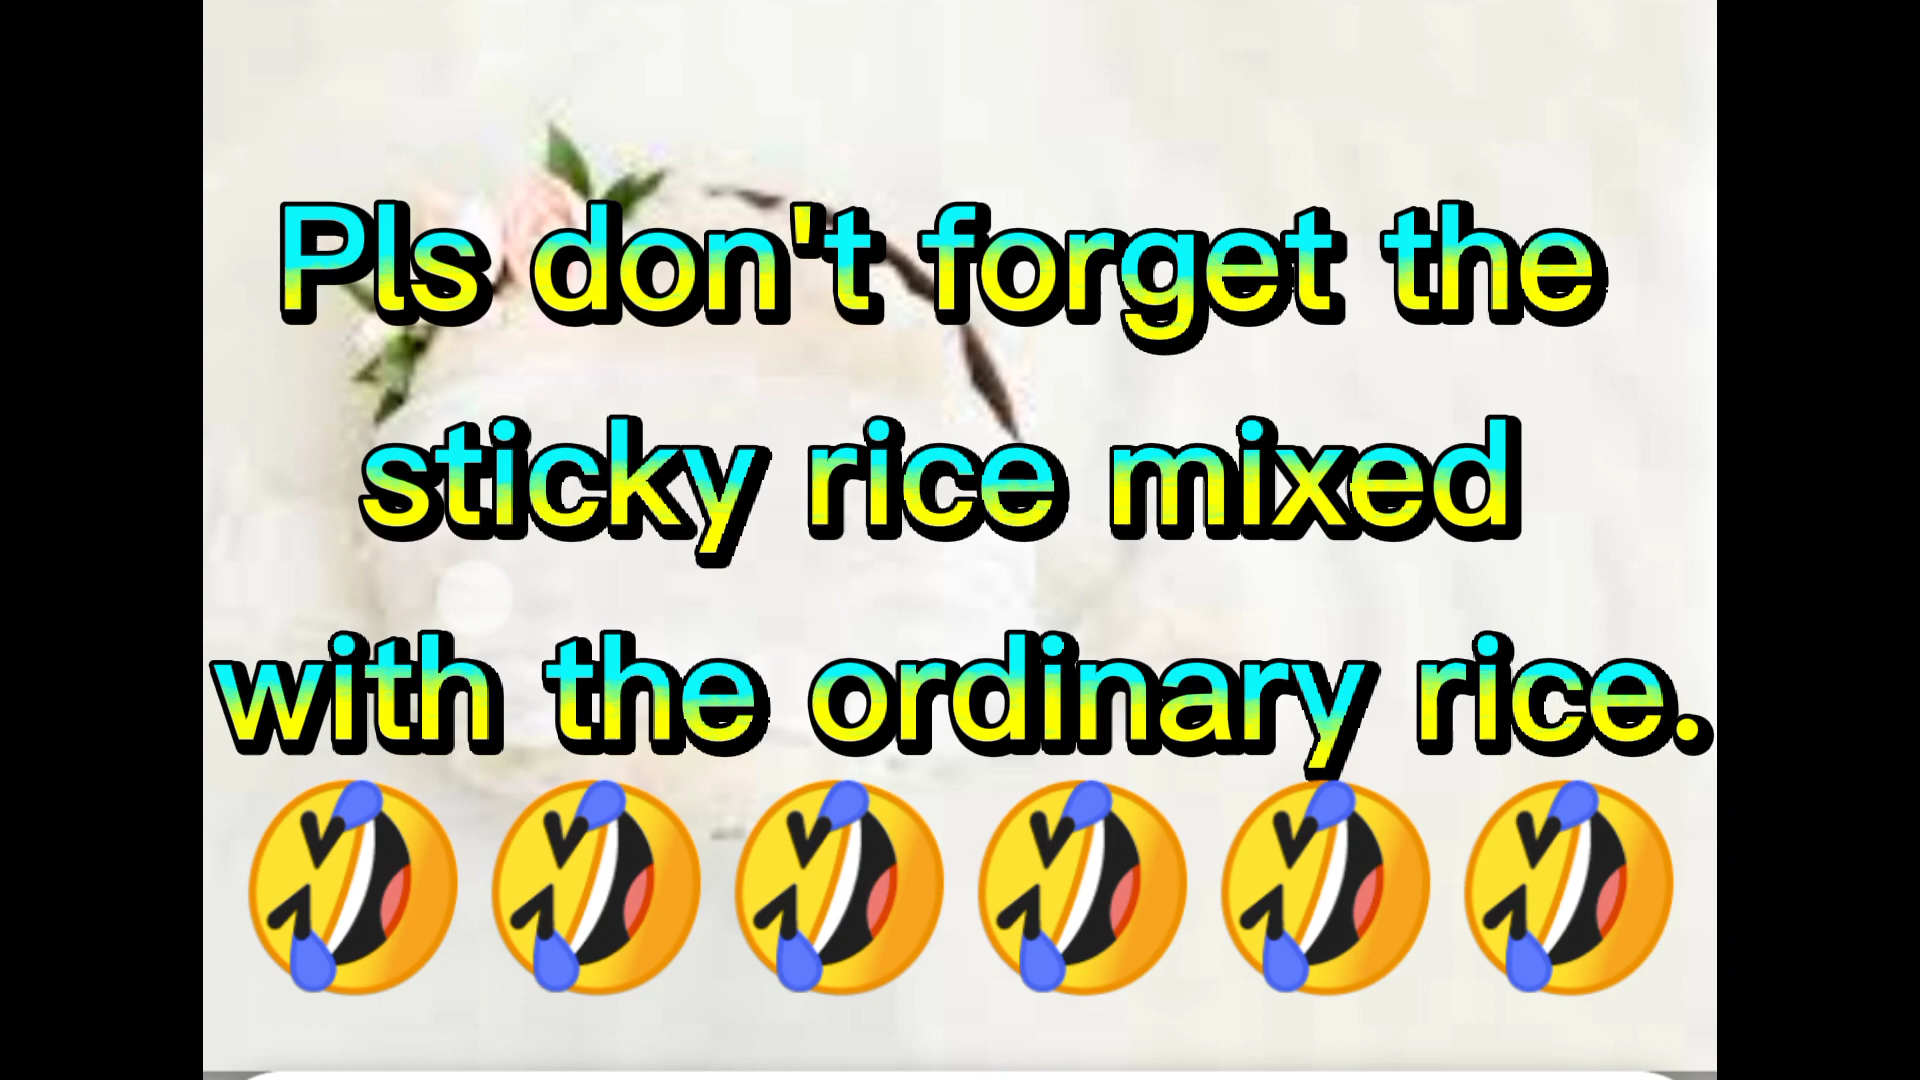 Pls don't forget the
sticky rice mixed
with the ordinary rice.
🤣🤣🤣🤣🤣🤣